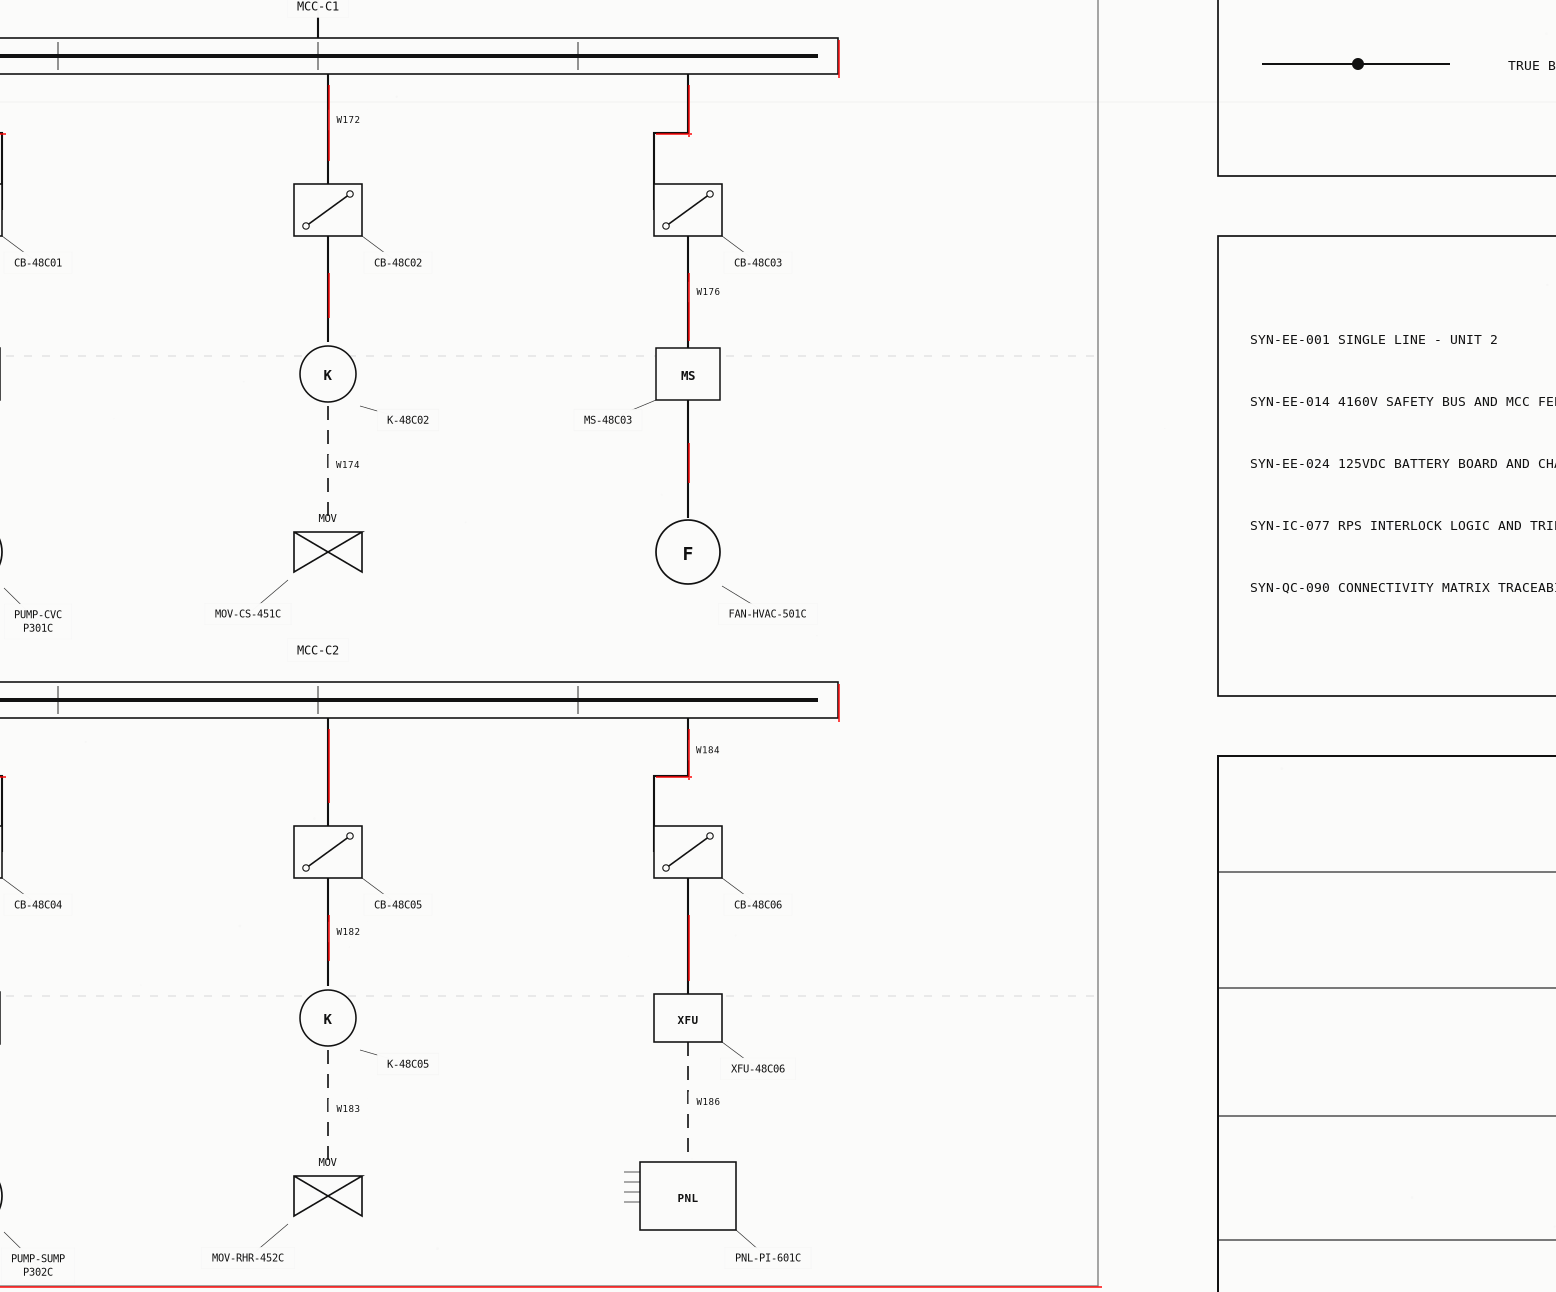 MCC-C1
TRUE B
W172
CB-48C01
CB-48C02
CB-48C03
W176
SYN-EE-001 SINGLE LINE - UNIT 2
K
MS
K-48C02
MS-48C03
SYN-EE-014 4160V SAFETY BUS AND MCC FE
W174
SYN-EE-024 125VDC BATTERY BOARD AND CHA
MOV
F
SYN-IC-077 RPS INTERLOCK LOGIC AND TRI
SYN-QC-090 CONNECTIVITY MATRIX TRACEAB
PUMP-CVC
P301C
MOV-CS-451C
FAN-HVAC-501C
MCC-C2
W184
CB-48C04
CB-48C05
CB-48C06
W182
K
XFU
K-48C05
XFU-48C06
W183
W186
MOV
PNL
PUMP-SUMP
P302C
MOV-RHR-452C
PNL-PI-601C